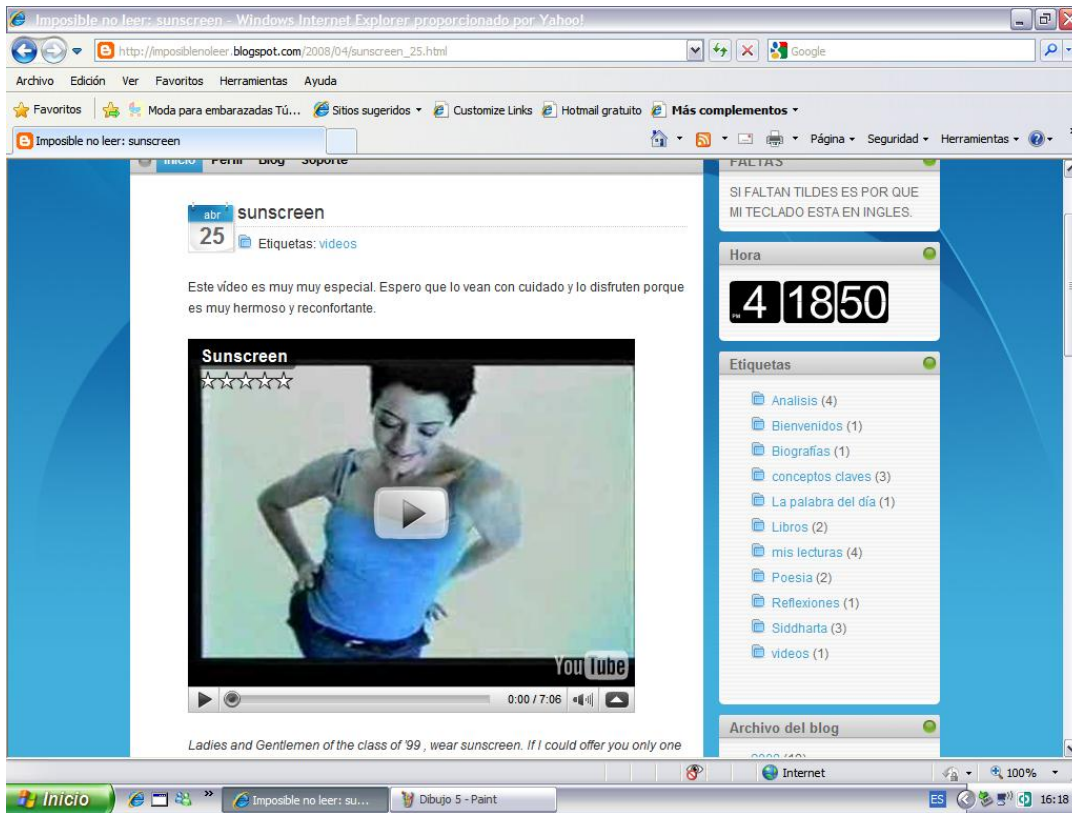 Imposible no leer: sunscreen - Windows Internet Explorer proporcionado por Yahoo!
http://imposiblenoleer.blogspot.com/2008/04/sunscreen_25.html
Google
Archivo Edición Ver Favoritos Herramientas Ayuda
Favoritos Moda para embarazadas Tú... Sitios sugeridos Customize Links Hotmail gratuito Más complementos
Imposible no leer: sunscreen
Página Seguridad Herramientas
Inicio Perfil Blog Soporte
abr
25
sunscreen
Etiquetas: videos
Este vídeo es muy muy especial. Espero que lo vean con cuidado y lo disfruten porque
es muy hermoso y reconfortante.
Sunscreen
YouTube
0:00 / 7:06
Ladies and Gentlemen of the class of '99 , wear sunscreen. If I could offer you only one
FALTAS
SI FALTAN TILDES ES POR QUE
MI TECLADO ESTA EN INGLES.
Hora
PM 4 18 50
Etiquetas
Analisis (4)
Bienvenidos (1)
Biografías (1)
conceptos claves (3)
La palabra del día (1)
Libros (2)
mis lecturas (4)
Poesia (2)
Reflexiones (1)
Siddharta (3)
videos (1)
Archivo del blog
Internet
100%
Inicio
Imposible no leer: su...
Dibujo 5 - Paint
ES
16:18